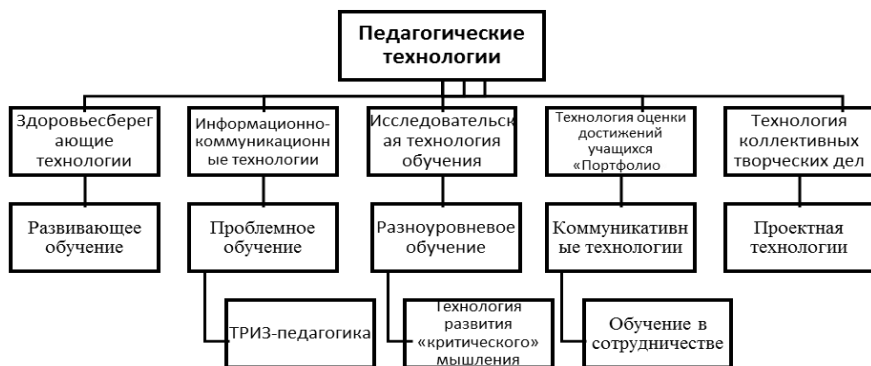 Педагогические
технологии
Здоровьесберег
ающие
технологии
Информационно-
коммуникационн
ые технологии
Исследовательск
ая технология
обучения
Технология оценки
достижений
учащихся
«Портфолио
Технология
коллективных
творческих дел
Развивающее
обучение
Проблемное
обучение
Разноуровневое
обучение
Коммуникативн
ые технологии
Проектная
технологии
ТРИЗ-педагогика
Технология
развития
«критического»
мышления
Обучение в
сотрудничестве